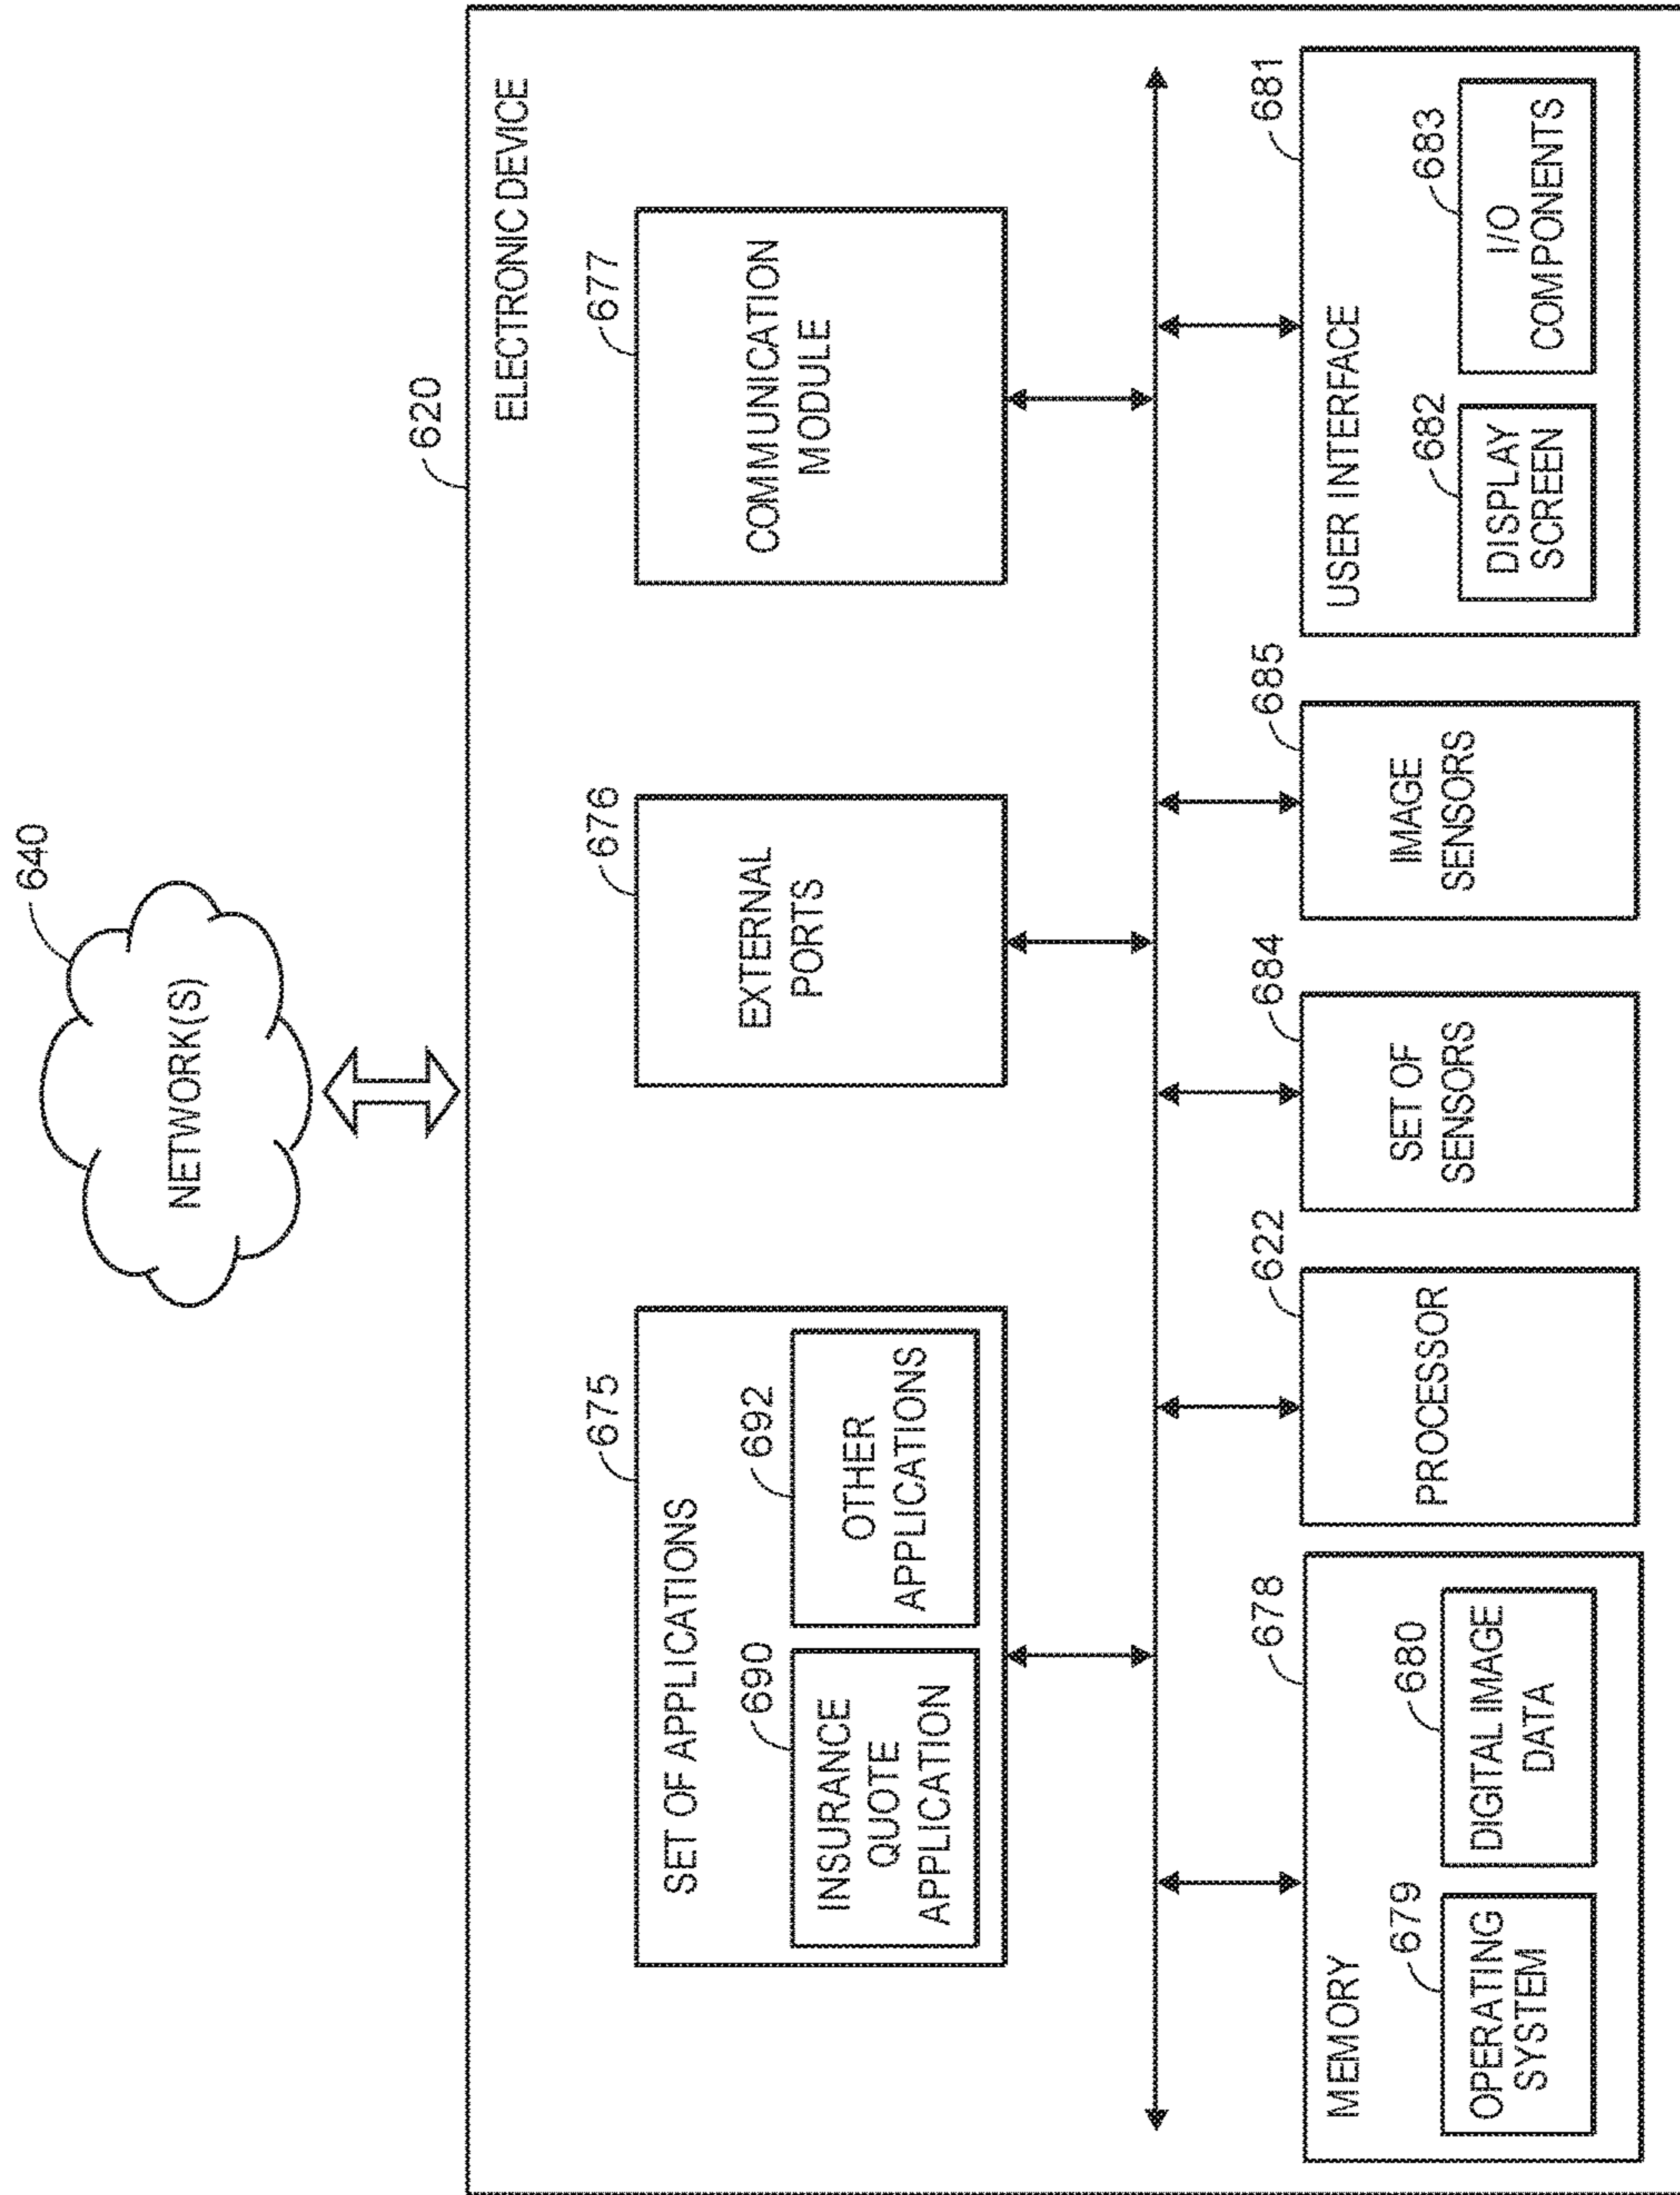 640
NETWORK(S)
620
ELECTRONIC DEVICE
675
SET OF APPLICATIONS
690
INSURANCE
QUOTE
APPLICATION
692
OTHER
APPLICATIONS
676
EXTERNAL
PORTS
677
COMMUNICATION
MODULE
678
MEMORY
679
OPERATING
SYSTEM
680
DIGITAL IMAGE
DATA
622
PROCESSOR
684
SET OF
SENSORS
685
IMAGE
SENSORS
681
USER INTERFACE
682
DISPLAY
SCREEN
683
I/O
COMPONENTS